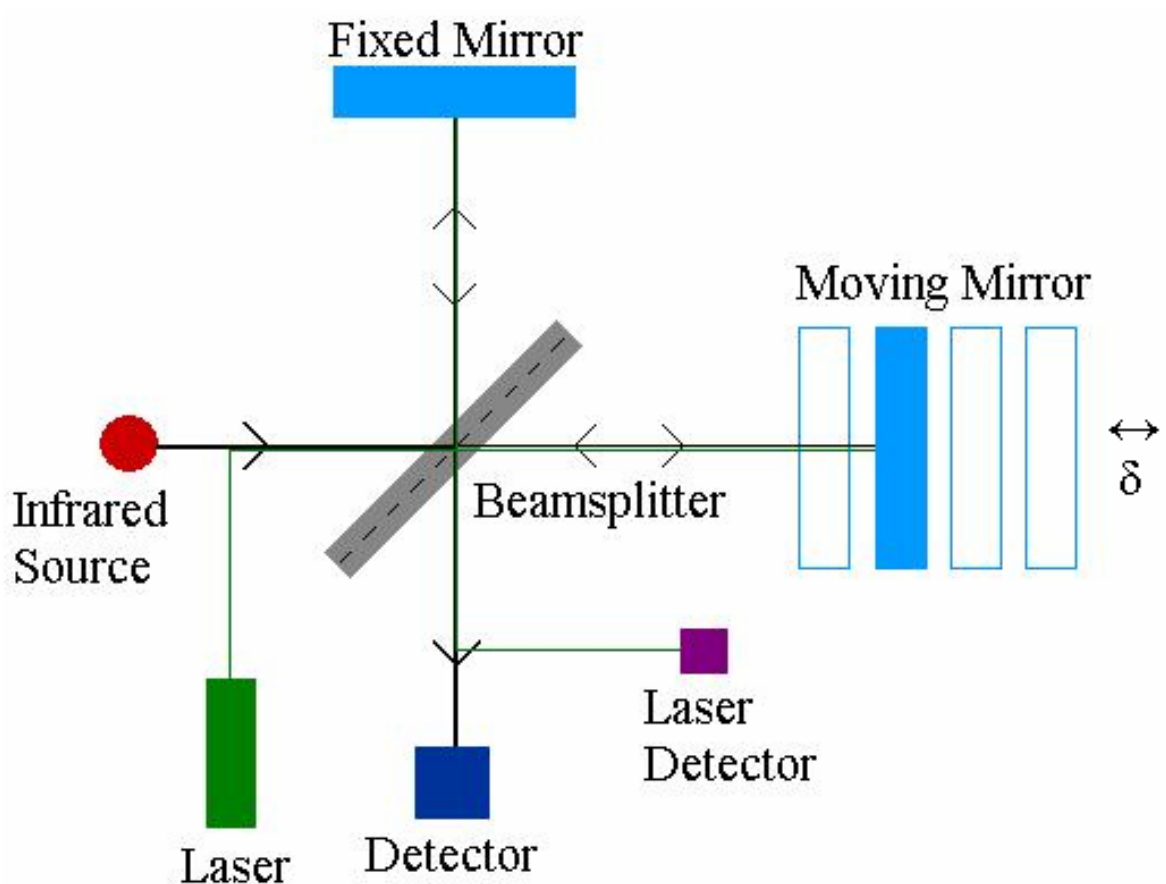 Fixed Mirror
Moving Mirror
δ
Infrared
Source
Beamsplitter
Laser
Detector
Laser
Detector